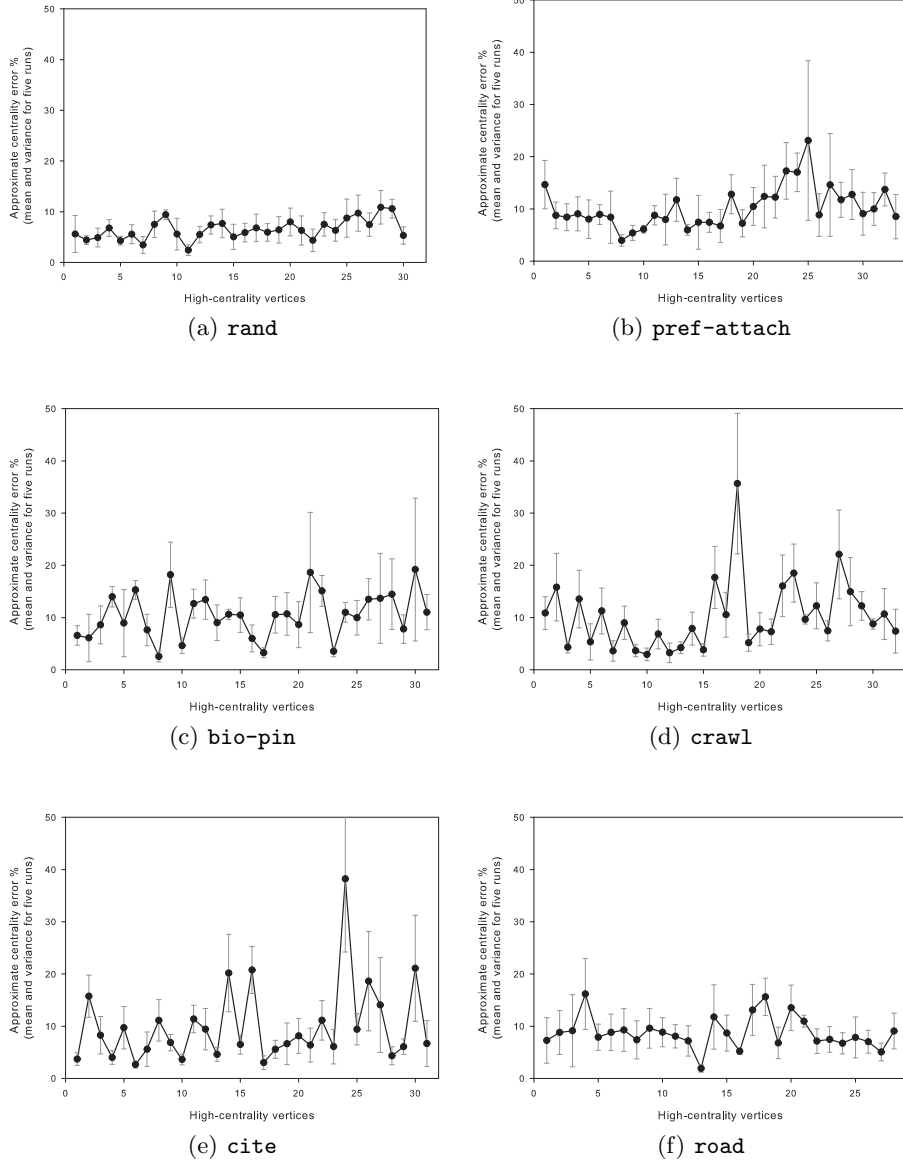 Approximate centrality error %
(mean and variance for five runs)
50
40
30
20
10
0
0 5 10 15 20 25 30
High-centrality vertices
(a) rand
Approximate centrality error %
(mean and variance for five runs)
50
40
30
20
10
0
0 5 10 15 20 25 30
High-centrality vertices
(b) pref-attach
Approximate centrality error %
(mean and variance for five runs)
50
40
30
20
10
0
0 5 10 15 20 25 30
High-centrality vertices
(c) bio-pin
Approximate centrality error %
(mean and variance for five runs)
50
40
30
20
10
0
0 5 10 15 20 25 30
High-centrality vertices
(d) crawl
Approximate centrality error %
(mean and variance for five runs)
50
40
30
20
10
0
0 5 10 15 20 25 30
High-centrality vertices
(e) cite
Approximate centrality error %
(mean and variance for five runs)
50
40
30
20
10
0
0 5 10 15 20 25
High-centrality vertices
(f) road